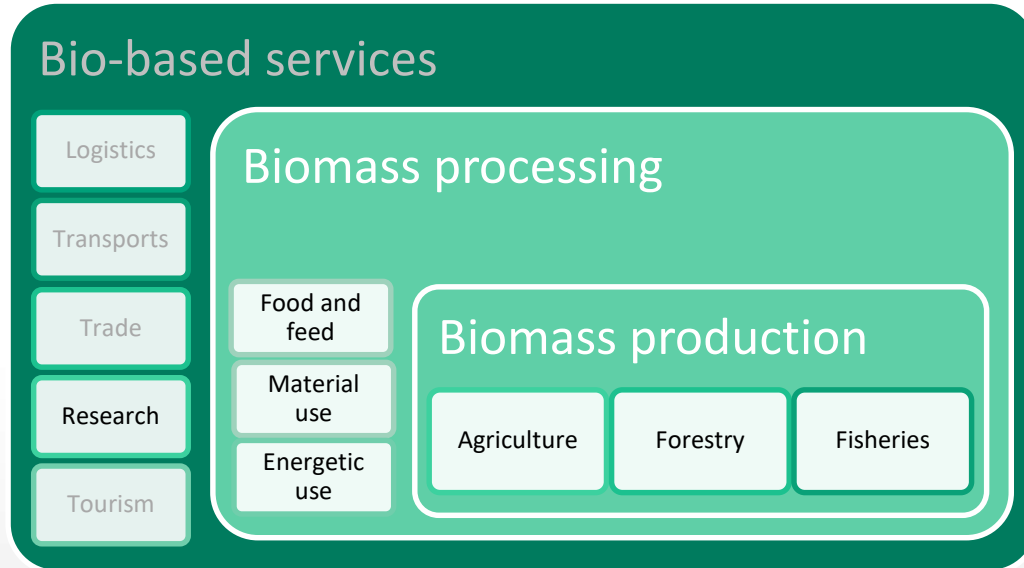 Bio-based services
Logistics
Transports
Trade
Research
Tourism
Biomass processing
Food and
feed
Material
use
Energetic
use
Biomass production
Agriculture
Forestry
Fisheries